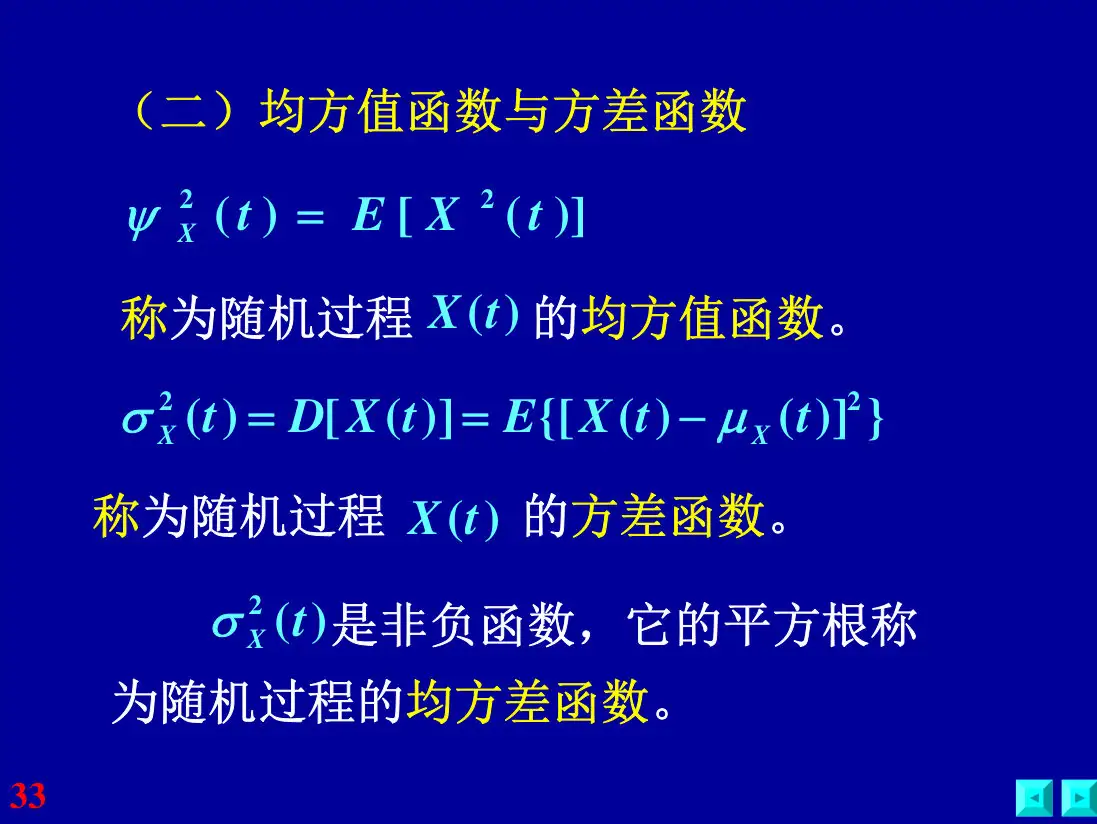 （二）均方值函数与方差函数
ψ²_X(t) = E[X²(t)]
称为随机过程 X(t) 的均方值函数。
σ²_X(t) = D[X(t)] = E{[X(t) − μ_X(t)]²}
称为随机过程 X(t) 的方差函数。
σ²_X(t)是非负函数，它的平方根称
为随机过程的均方差函数。
33